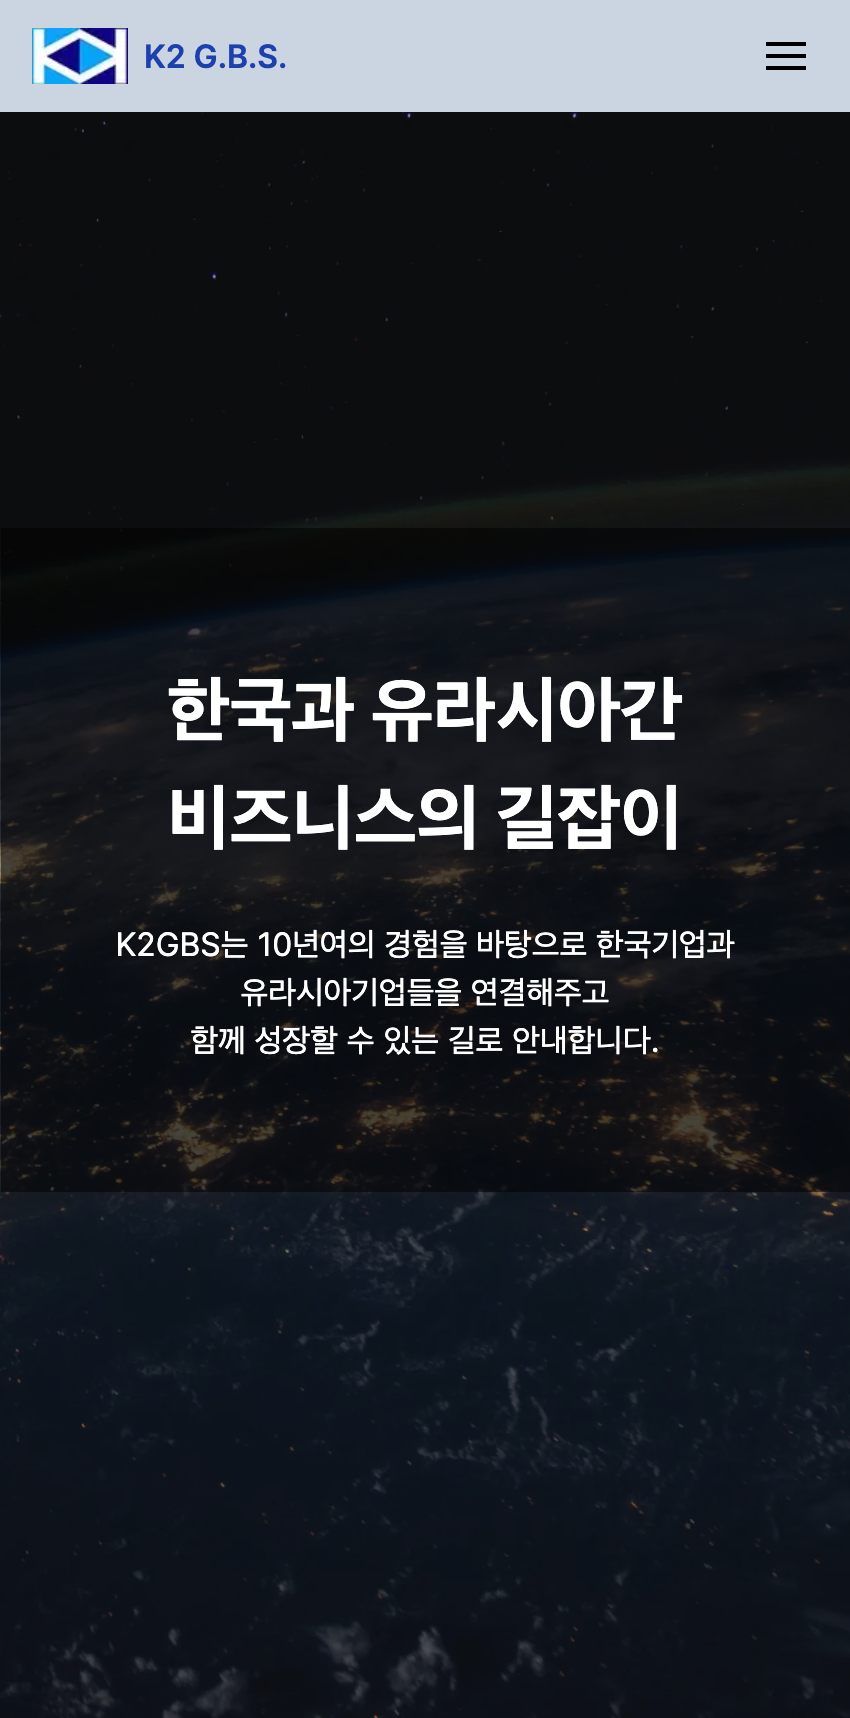 K2 G.B.S.
한국과 유라시아간
비즈니스의 길잡이
K2GBS는 10년여의 경험을 바탕으로 한국기업과
유라시아기업들을 연결해주고
함께 성장할 수 있는 길로 안내합니다.